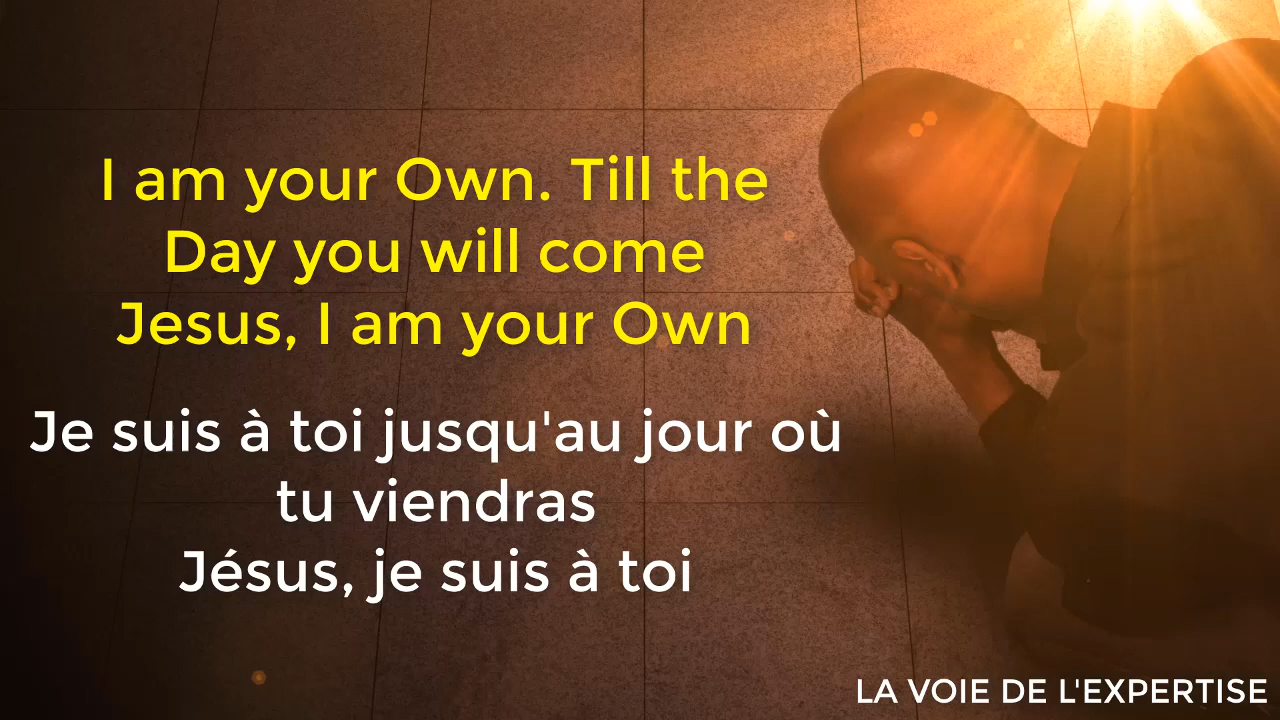 I am your Own. Till the
Day you will come
Jesus, I am your Own
Je suis à toi jusqu'au jour où
tu viendras
Jésus, je suis à toi
LA VOIE DE L'EXPERTISE